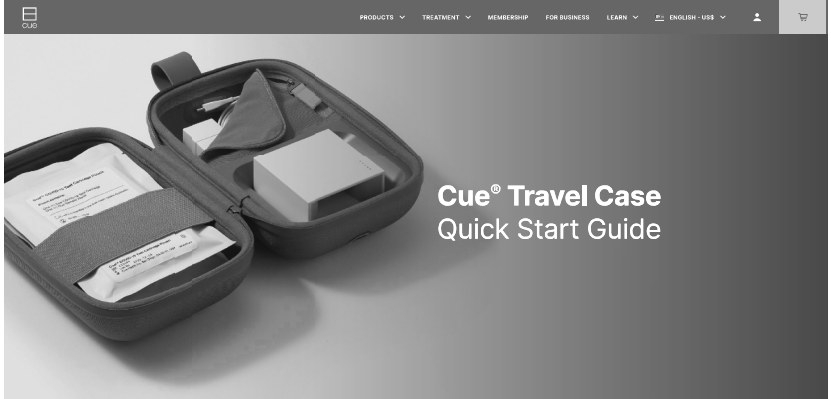 cue
PRODUCTS
TREATMENT
MEMBERSHIP
FOR BUSINESS
LEARN
ENGLISH - US$
Cue® Travel Case
Quick Start Guide